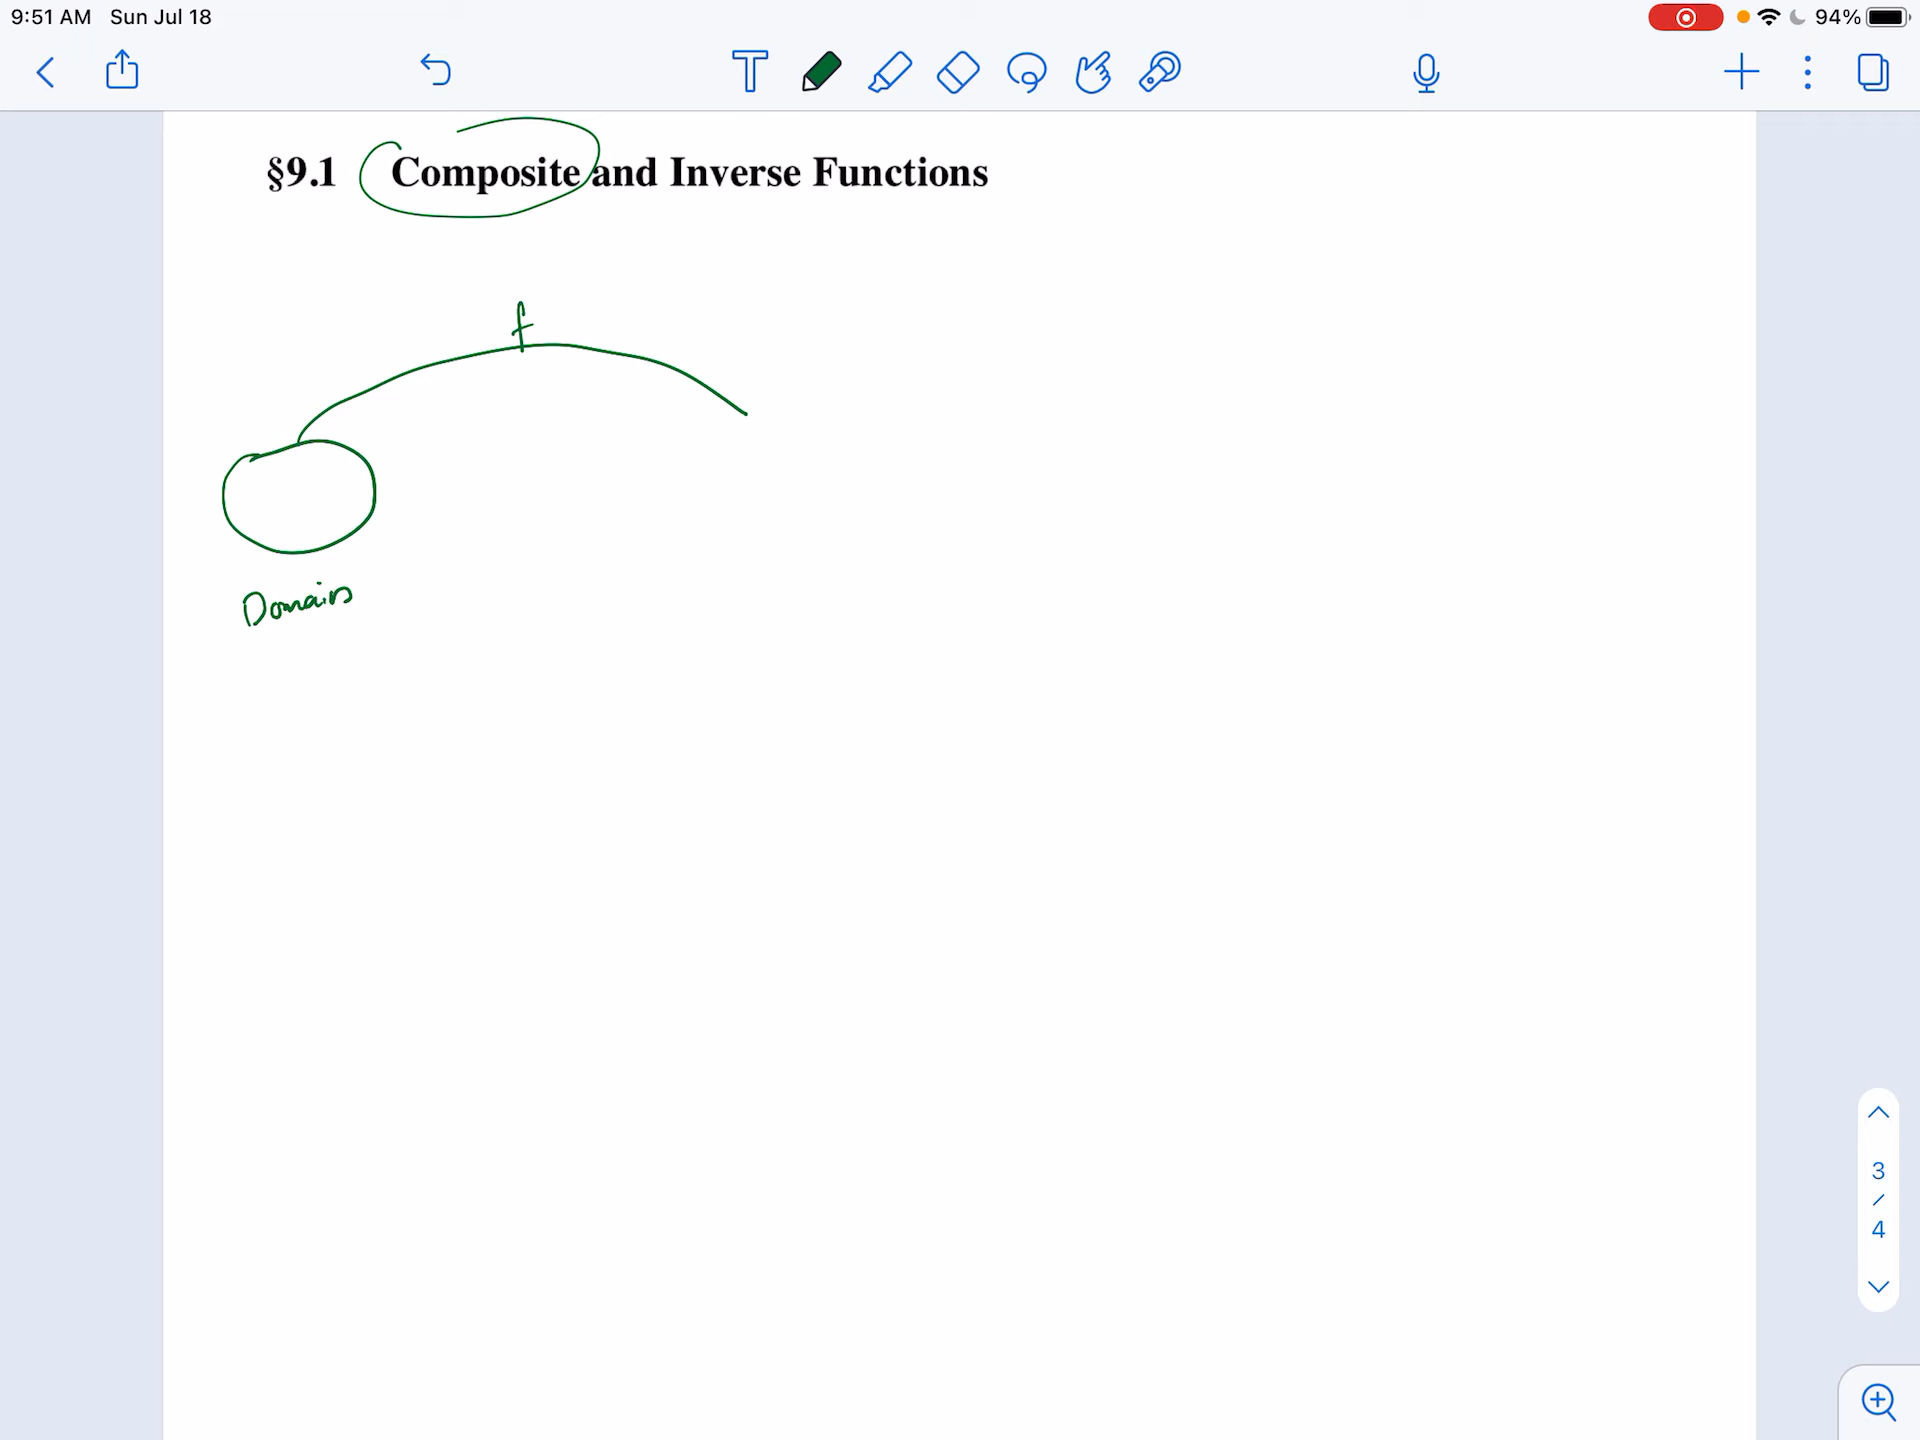 9:51 AM Sun Jul 18
94%
T
§9.1 Composite and Inverse Functions
f
Domain
3
/
4